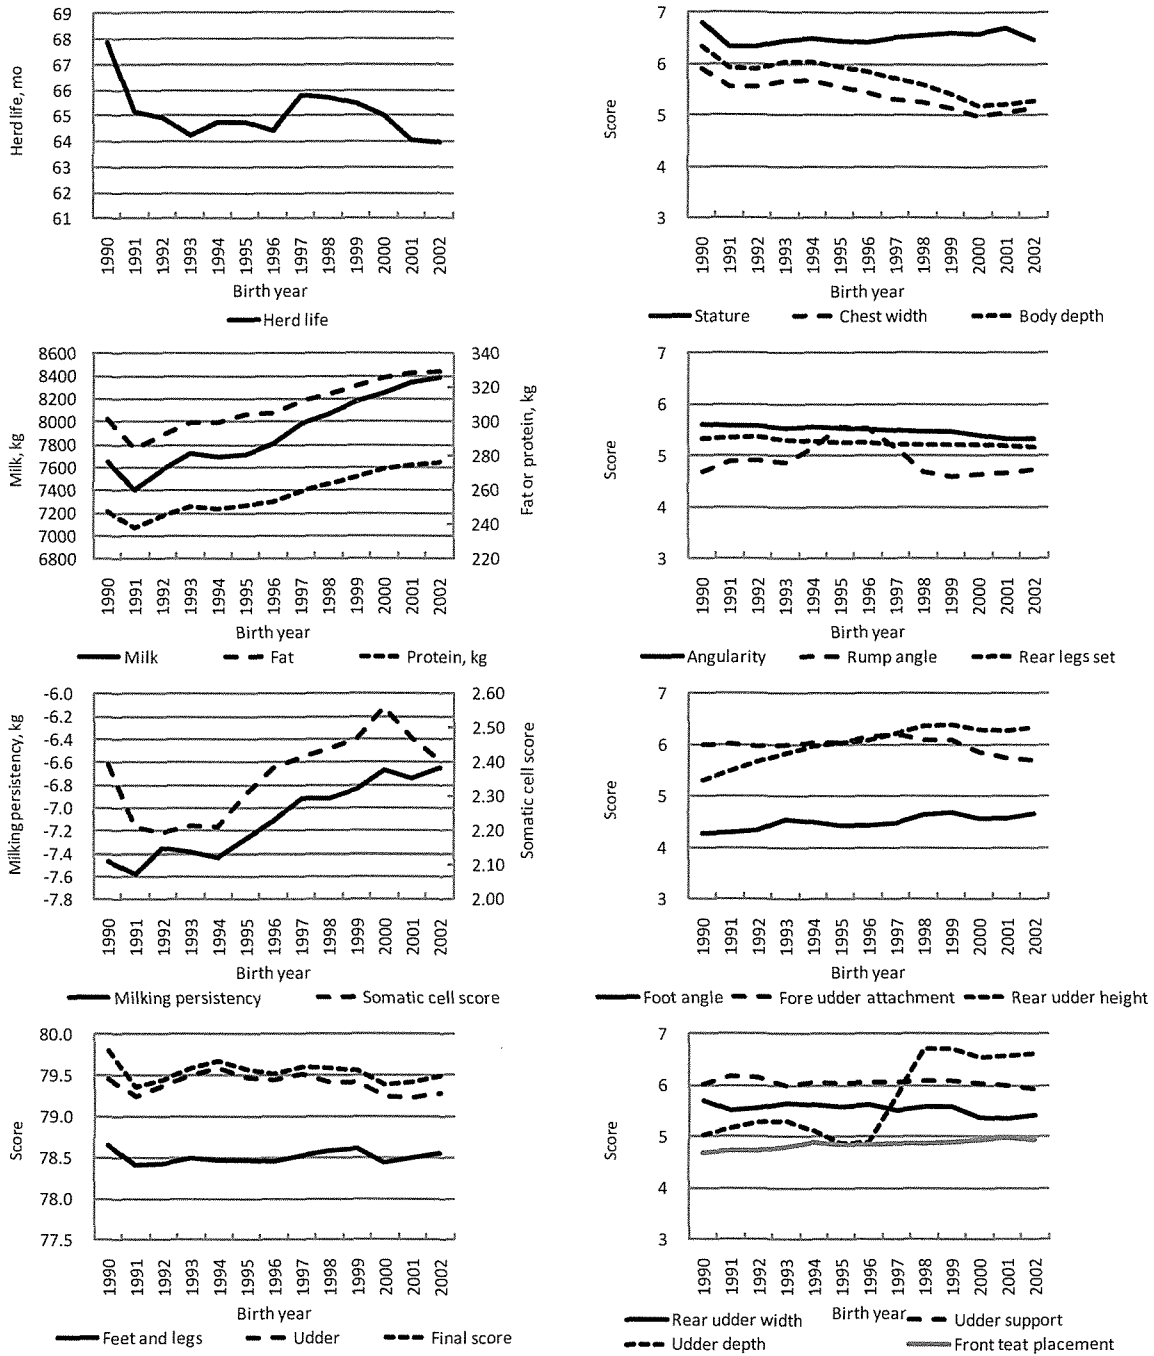 69
68
67
66
65
64
63
62
61
Herd life, mo
1990 1991 1992 1993 1994 1995 1996 1997 1998 1999 2000 2001 2002
Birth year
Herd life
7
6
5
4
3
Score
1990 1991 1992 1993 1994 1995 1996 1997 1998 1999 2000 2001 2002
Birth year
Stature Chest width Body depth
8600
8400
8200
8000
7800
7600
7400
7200
7000
6800
Milk, kg
340
320
300
280
260
240
220
Fat or protein, kg
1990 1991 1992 1993 1994 1995 1996 1997 1998 1999 2000 2001 2002
Birth year
Milk Fat Protein, kg
7
6
5
4
3
Score
1990 1991 1992 1993 1994 1995 1996 1997 1998 1999 2000 2001 2002
Birth year
Angularity Rump angle Rear legs set
-6.0
-6.2
-6.4
-6.6
-6.8
-7.0
-7.2
-7.4
-7.6
-7.8
Milking persistency, kg
2.60
2.50
2.40
2.30
2.20
2.10
2.00
Somatic cell score
1990 1991 1992 1993 1994 1995 1996 1997 1998 1999 2000 2001 2002
Birth year
Milking persistency Somatic cell score
7
6
5
4
3
Score
1990 1991 1992 1993 1994 1995 1996 1997 1998 1999 2000 2001 2002
Birth year
Foot angle Fore udder attachment Rear udder height
80.0
79.5
79.0
78.5
78.0
77.5
Score
1990 1991 1992 1993 1994 1995 1996 1997 1998 1999 2000 2001 2002
Birth year
Feet and legs Udder Final score
7
6
5
4
3
Score
1990 1991 1992 1993 1994 1995 1996 1997 1998 1999 2000 2001 2002
Birth year
Rear udder width Udder support
Udder depth Front teat placement